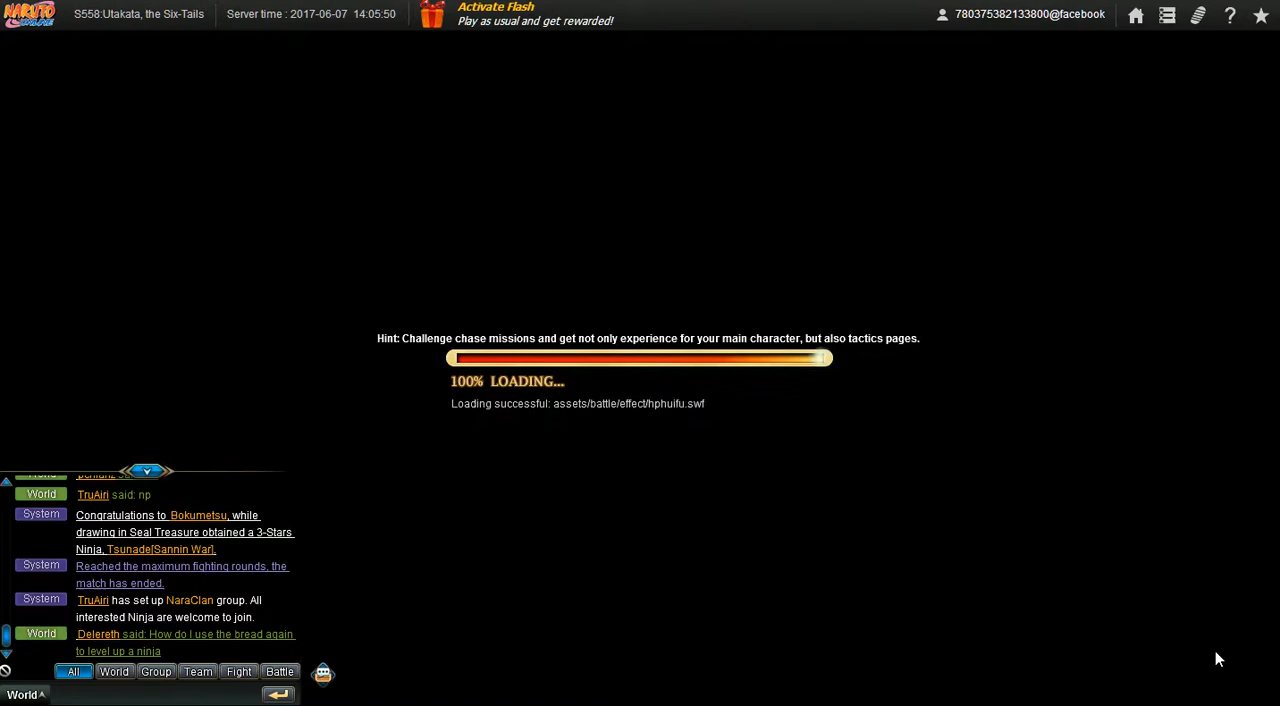 NARUTO ONLINE
S558:Utakata, the Six-Tails
Server time : 2017-06-07 14:05:50
Activate Flash
Play as usual and get rewarded!
780375382133800@facebook
?
Hint: Challenge chase missions and get not only experience for your main character, but also tactics pages.
100% LOADING...
Loading successful: assets/battle/effect/hphuifu.swf
World
World TruAiri said: np
System Congratulations to Bokumetsu, while
drawing in Seal Treasure obtained a 3-Stars
Ninja, Tsunade[Sannin War].
System Reached the maximum fighting rounds, the
match has ended.
System TruAiri has set up NaraClan group. All
interested Ninja are welcome to join.
World Delereth said: How do I use the bread again
to level up a ninja
All World Group Team Fight Battle
World